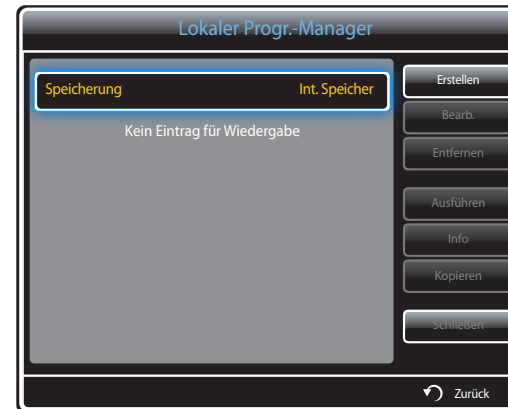 Lokaler Progr.-Manager
Speicherung Int. Speicher
Kein Eintrag für Wiedergabe
Erstellen
Bearb.
Entfernen
Ausführen
Info
Kopieren
Schließen
Zurück